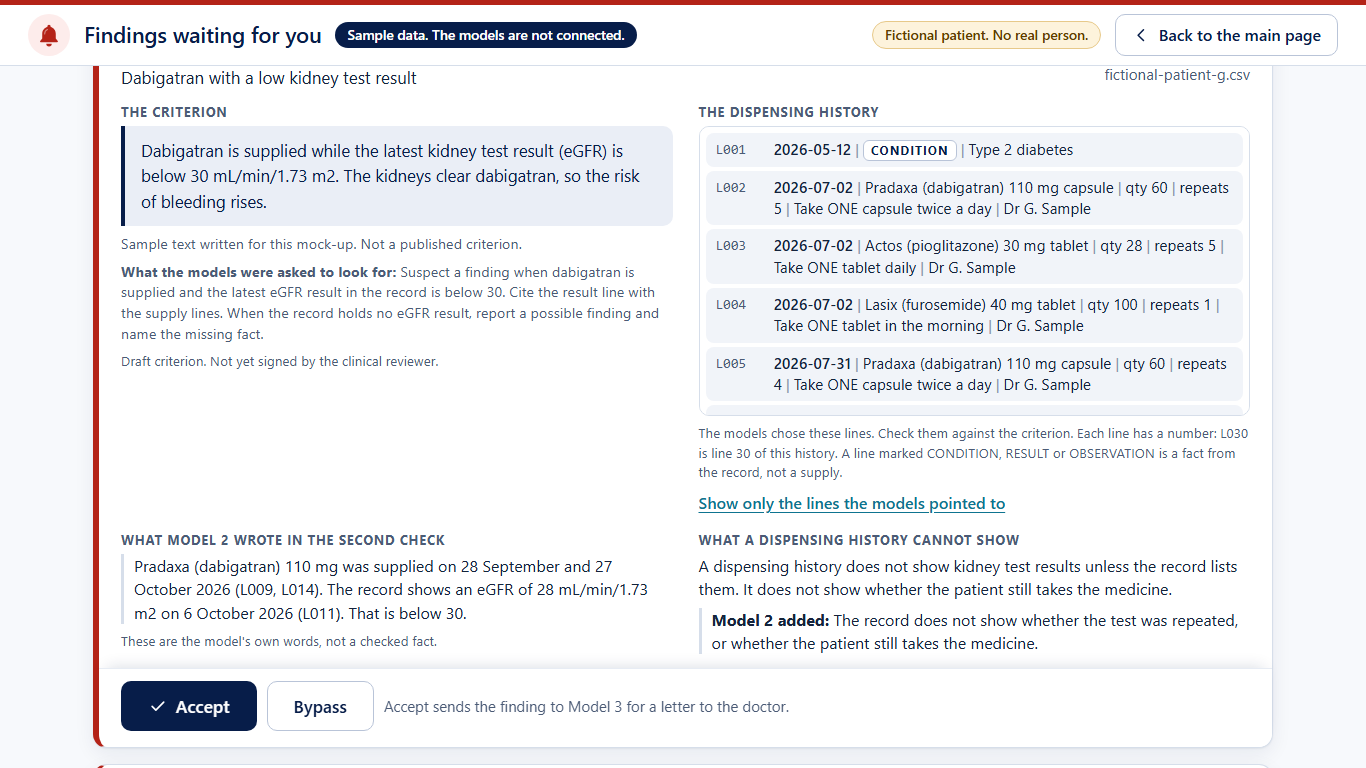 Findings waiting for you
Sample data. The models are not connected.
Fictional patient. No real person.
Back to the main page
Dabigatran with a low kidney test result
fictional-patient-g.csv
THE CRITERION
Dabigatran is supplied while the latest kidney test result (eGFR) is
below 30 mL/min/1.73 m2. The kidneys clear dabigatran, so the risk
of bleeding rises.
Sample text written for this mock-up. Not a published criterion.
What the models were asked to look for: Suspect a finding when dabigatran is
supplied and the latest eGFR result in the record is below 30. Cite the result line with
the supply lines. When the record holds no eGFR result, report a possible finding and
name the missing fact.
Draft criterion. Not yet signed by the clinical reviewer.
THE DISPENSING HISTORY
L001 2026-05-12 | CONDITION | Type 2 diabetes
L002 2026-07-02 | Pradaxa (dabigatran) 110 mg capsule | qty 60 | repeats
5 | Take ONE capsule twice a day | Dr G. Sample
L003 2026-07-02 | Actos (pioglitazone) 30 mg tablet | qty 28 | repeats 5 |
Take ONE tablet daily | Dr G. Sample
L004 2026-07-02 | Lasix (furosemide) 40 mg tablet | qty 100 | repeats 1 |
Take ONE tablet in the morning | Dr G. Sample
L005 2026-07-31 | Pradaxa (dabigatran) 110 mg capsule | qty 60 | repeats
4 | Take ONE capsule twice a day | Dr G. Sample
The models chose these lines. Check them against the criterion. Each line has a number: L030
is line 30 of this history. A line marked CONDITION, RESULT or OBSERVATION is a fact from
the record, not a supply.
Show only the lines the models pointed to
WHAT MODEL 2 WROTE IN THE SECOND CHECK
Pradaxa (dabigatran) 110 mg was supplied on 28 September and 27
October 2026 (L009, L014). The record shows an eGFR of 28 mL/min/1.73
m2 on 6 October 2026 (L011). That is below 30.
These are the model's own words, not a checked fact.
WHAT A DISPENSING HISTORY CANNOT SHOW
A dispensing history does not show kidney test results unless the record lists
them. It does not show whether the patient still takes the medicine.
Model 2 added: The record does not show whether the test was repeated,
or whether the patient still takes the medicine.
Accept
Bypass
Accept sends the finding to Model 3 for a letter to the doctor.